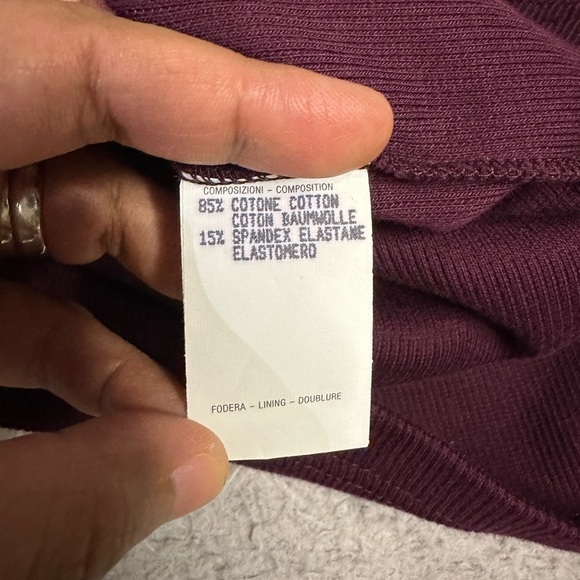 COMPOSIZIONI - COMPOSITION
85% COTONE COTTON
COTON BAUMWOLLE
15% SPANDEX ELASTANE
ELASTOMERO
FODERA - LINING - DOUBLURE